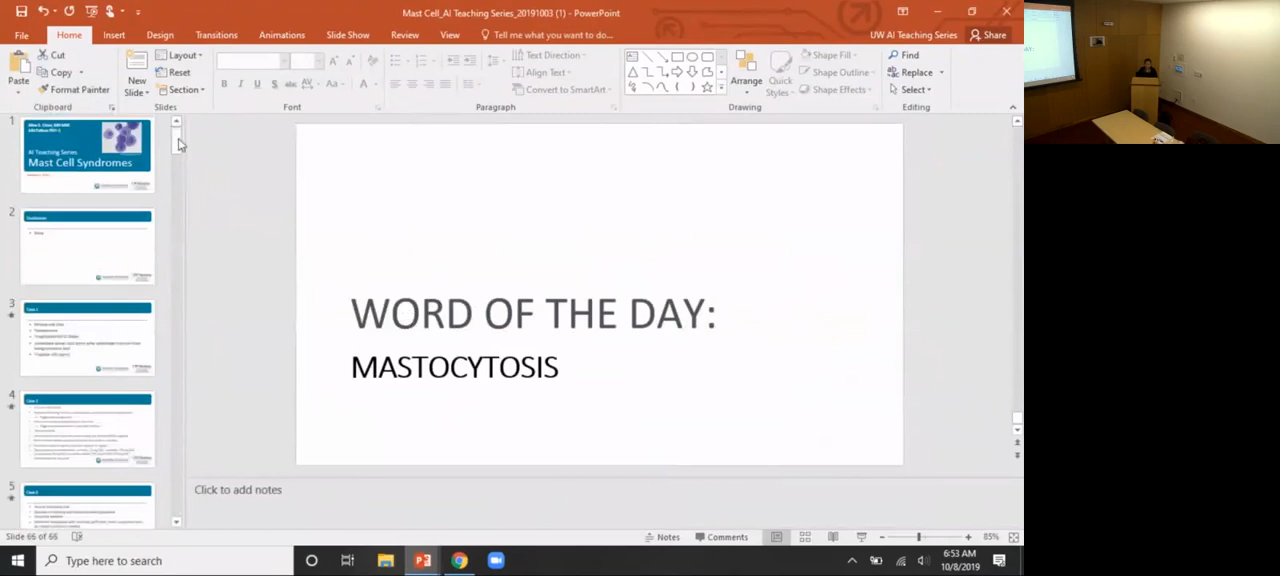 Mast Cell_AI Teaching Series_20191003 (1) - PowerPoint
File
Home
Insert
Design
Transitions
Animations
Slide Show
Review
View
Tell me what you want to do...
UW AI Teaching Series
Share
Paste
Cut
Copy
Format Painter
Clipboard
New Slide
Layout
Reset
Section
Slides
Font
Text Direction
Align Text
Convert to SmartArt
Paragraph
Arrange
Quick Styles
Shape Fill
Shape Outline
Shape Effects
Drawing
Find
Replace
Select
Editing
1
AI Teaching Series
Mast Cell Syndromes
2
3
4
5
WORD OF THE DAY:
MASTOCYTOSIS
Click to add notes
Slide 66 of 66
Notes
Comments
85%
Type here to search
6:53 AM
10/8/2019